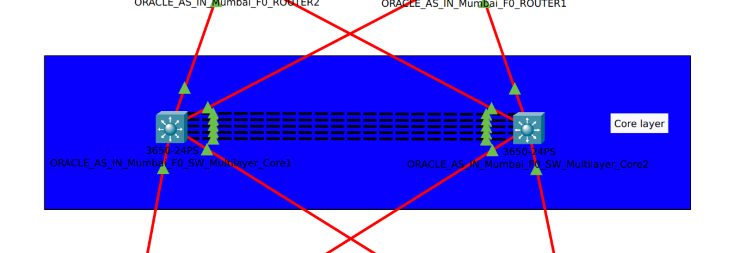 ORACLE_AS_IN_Mumbai_F0_ROUTER2
ORACLE_AS_IN_Mumbai_F0_ROUTER1
Core layer
3650-24PS
3650-24PS
ORACLE_AS_IN_Mumbai_F0_SW_Multilayer_Core1
ORACLE_AS_IN_Mumbai_F0_SW_Multilayer_Core2